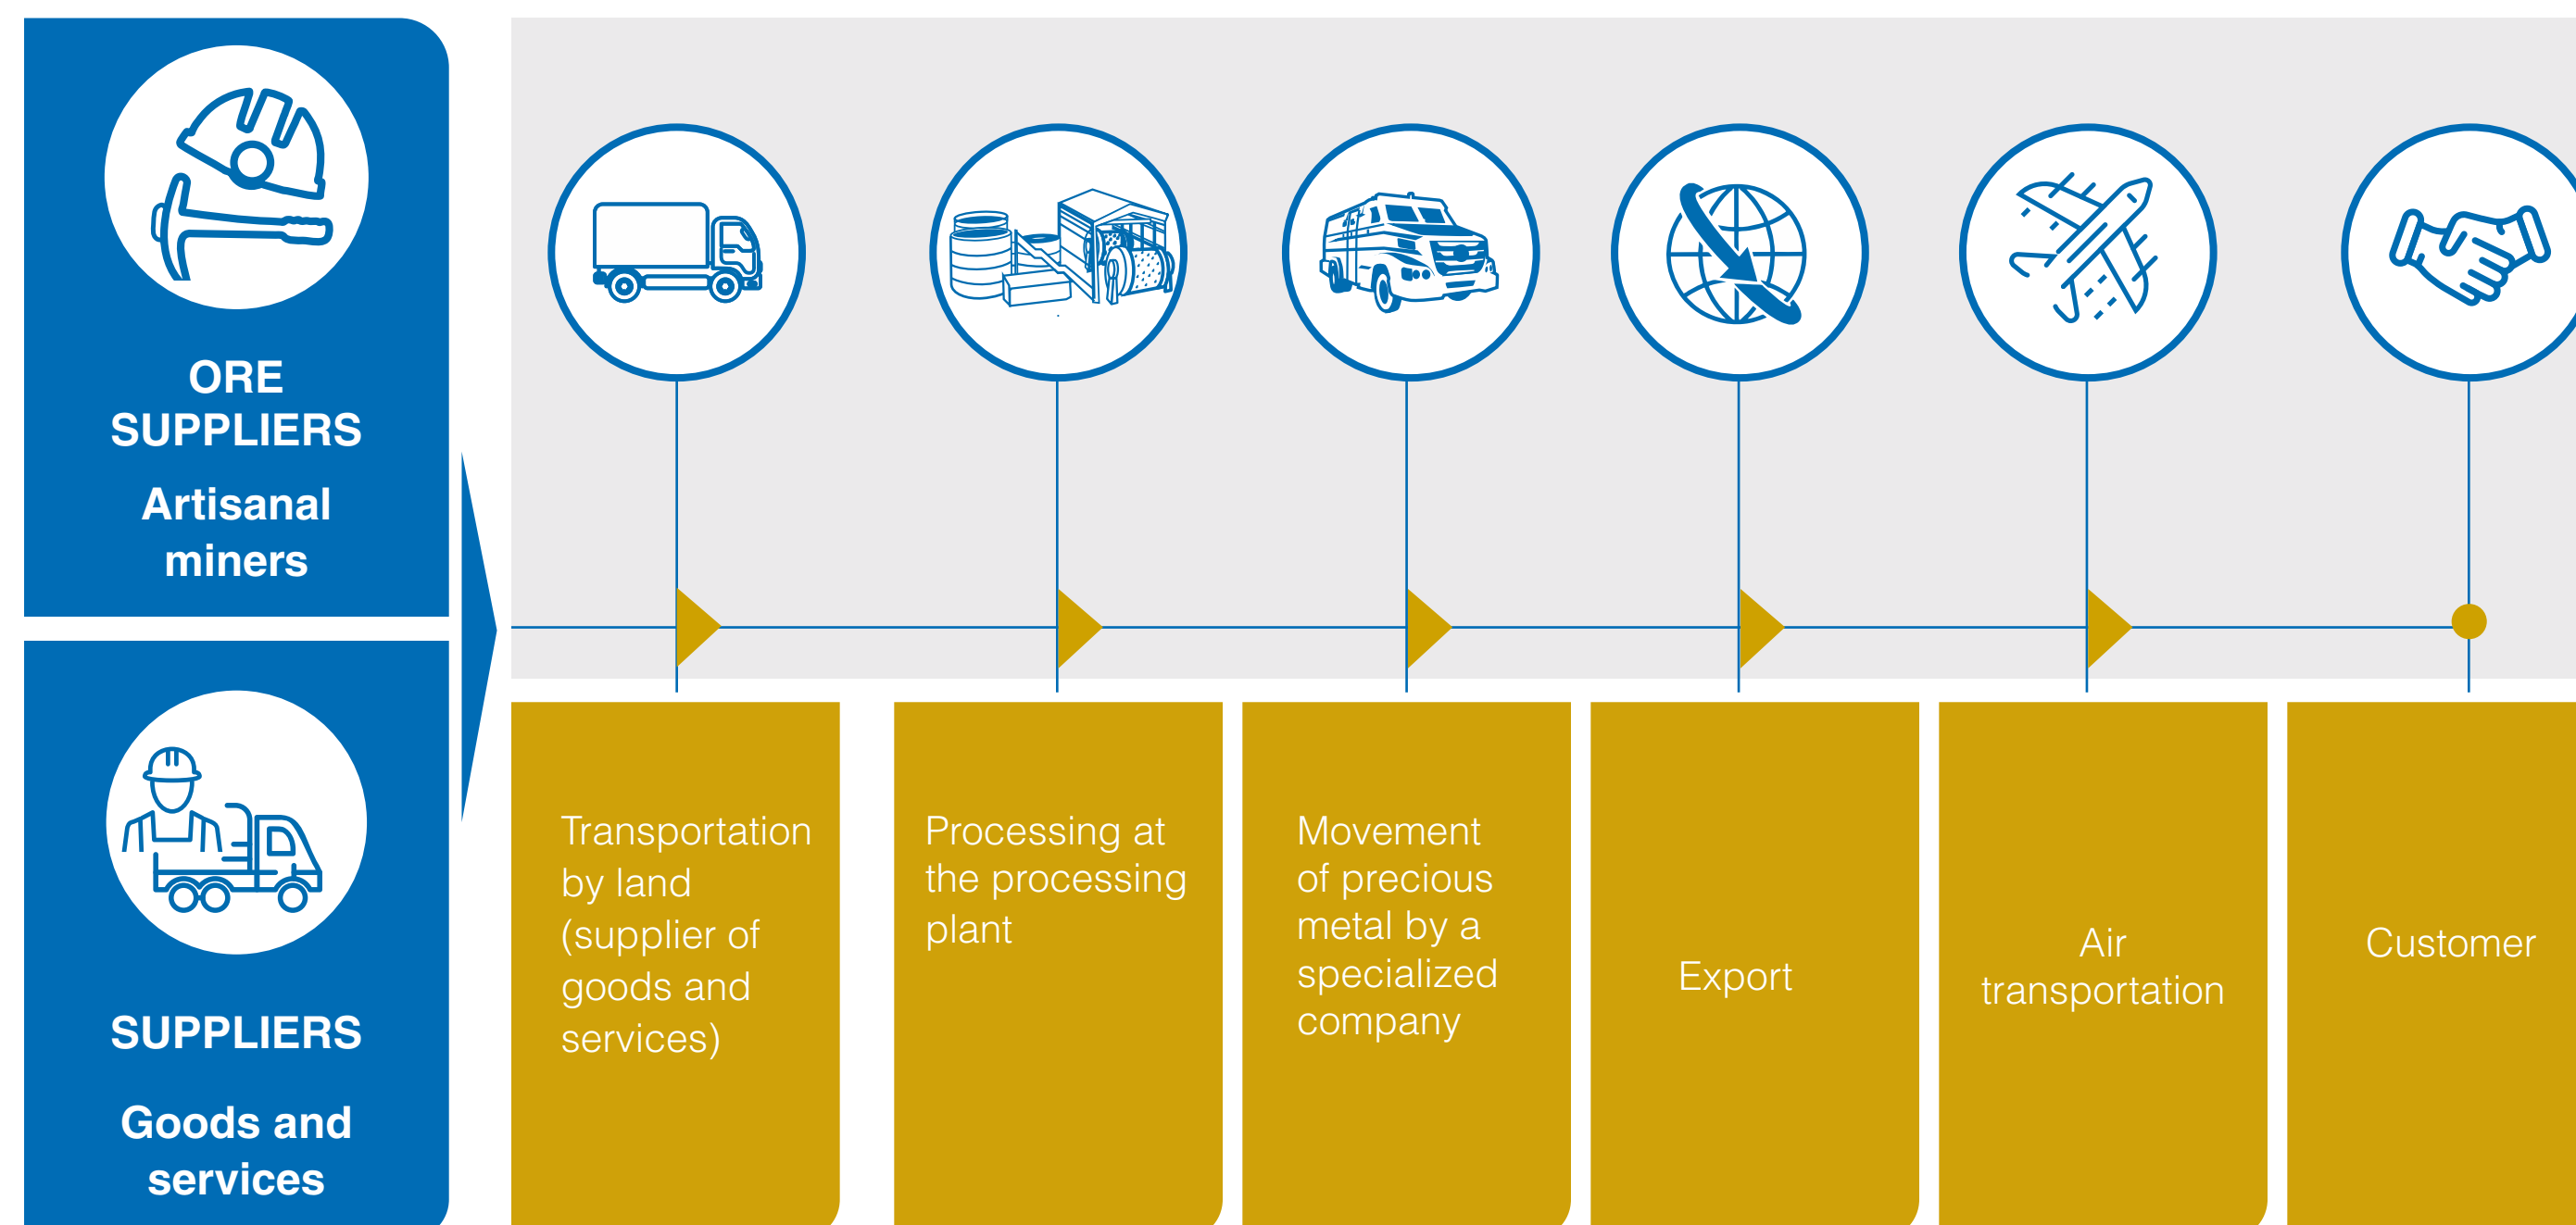 ORE
SUPPLIERS
Artisanal
miners
SUPPLIERS
Goods and
services
Transportation
by land
(supplier of
goods and
services)
Processing at
the processing
plant
Movement
of precious
metal by a
specialized
company
Export
Air
transportation
Customer